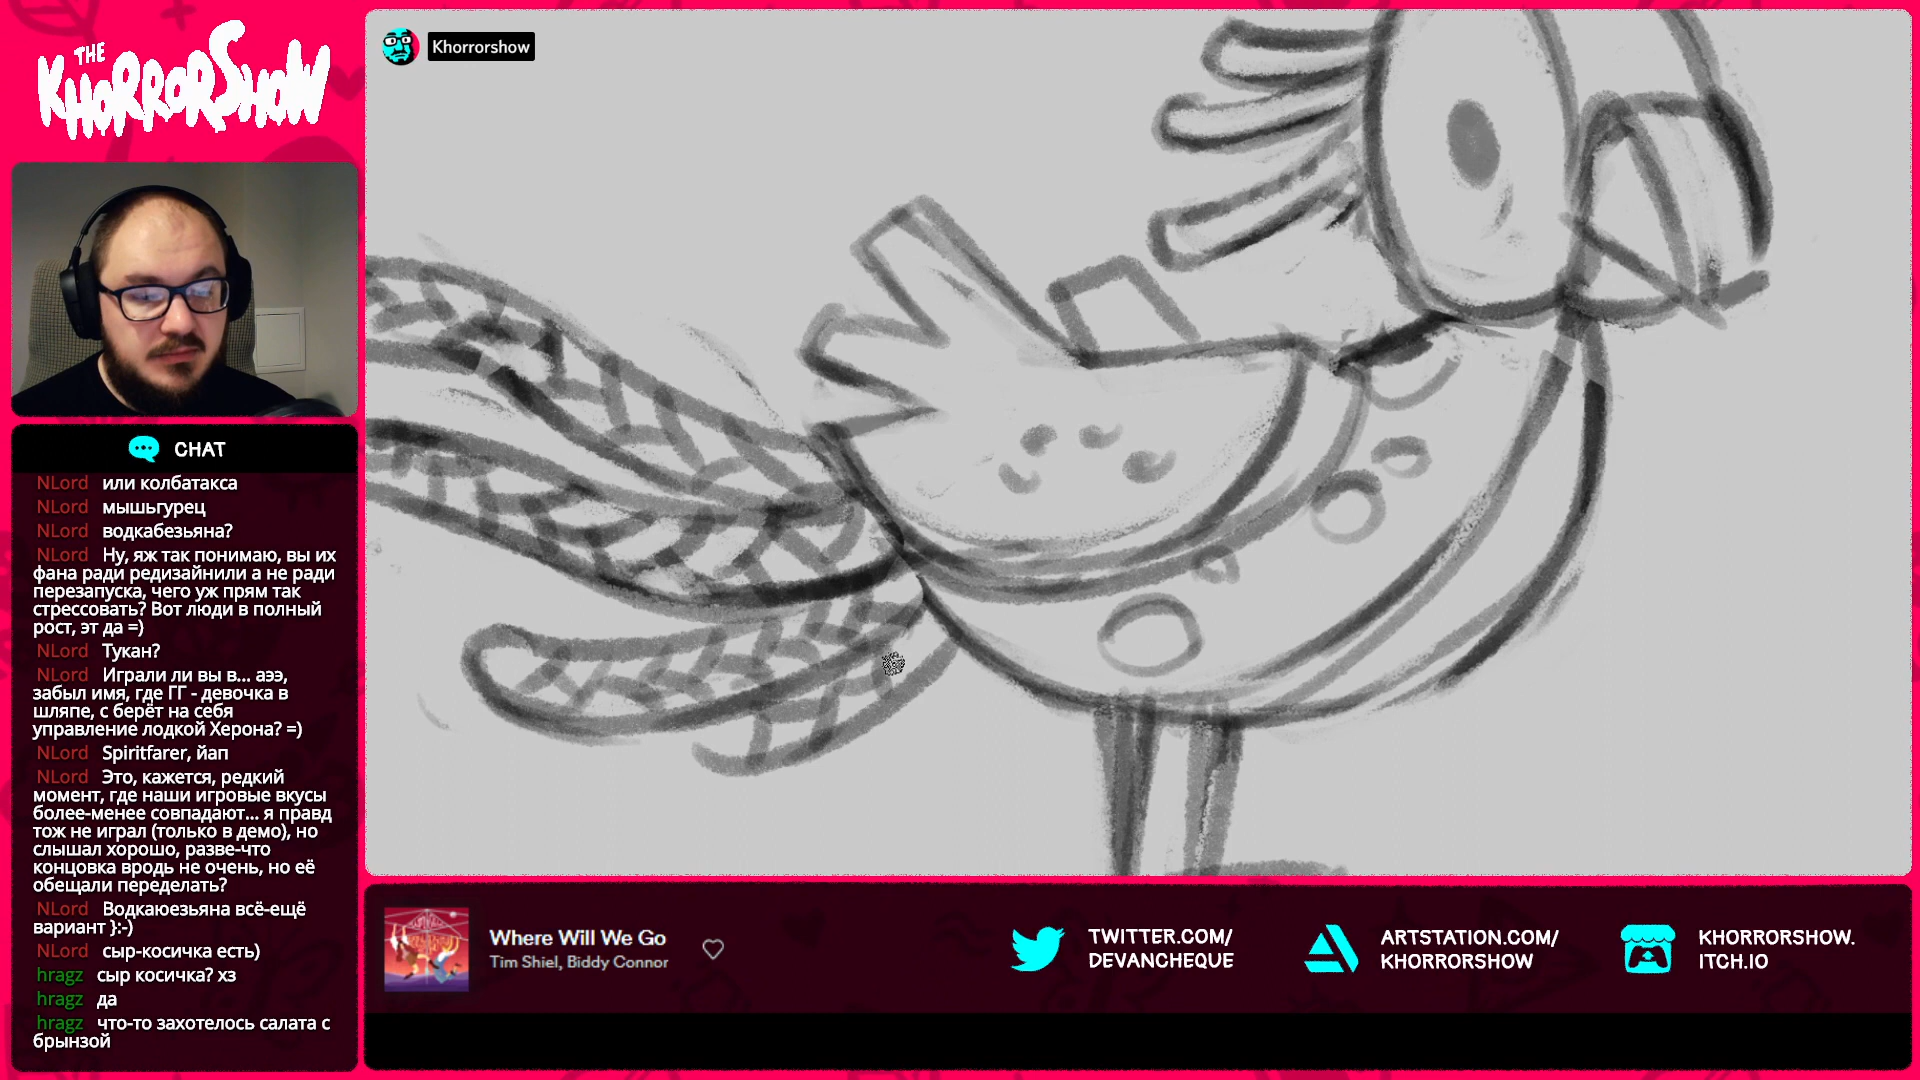 THE
KHORRORSHOW
Khorrorshow
CHAT
NLord или колбатакса
NLord мышьгурец
NLord водкабезьяна?
NLord Ну, яж так понимаю, вы их
фана ради редизайнили а не ради
перезапуска, чего уж прям так
стрессовать? Вот люди в полный
рост, эт да =)
NLord Тукан?
NLord Играли ли вы в... аээ,
забыл имя, где ГГ - девочка в
шляпе, с берёт на себя
управление лодкой Херона? =)
NLord Spiritfarer, йап
NLord Это, кажется, редкий
момент, где наши игровые вкусы
более-менее совпадают... я правд
тож не играл (только в демо), но
слышал хорошо, разве-что
концовка вродь не очень, но её
обещали переделать?
NLord Водкаюезьяна всё-ещё
вариант }:-)
NLord сыр-косичка есть)
hragz сыр косичка? хз
hragz да
hragz что-то захотелось салата с
брынзой
Where Will We Go
Tim Shiel, Biddy Connor
TWITTER.COM/
DEVANCHEQUE
ARTSTATION.COM/
KHORRORSHOW
KHORRORSHOW.
ITCH.IO